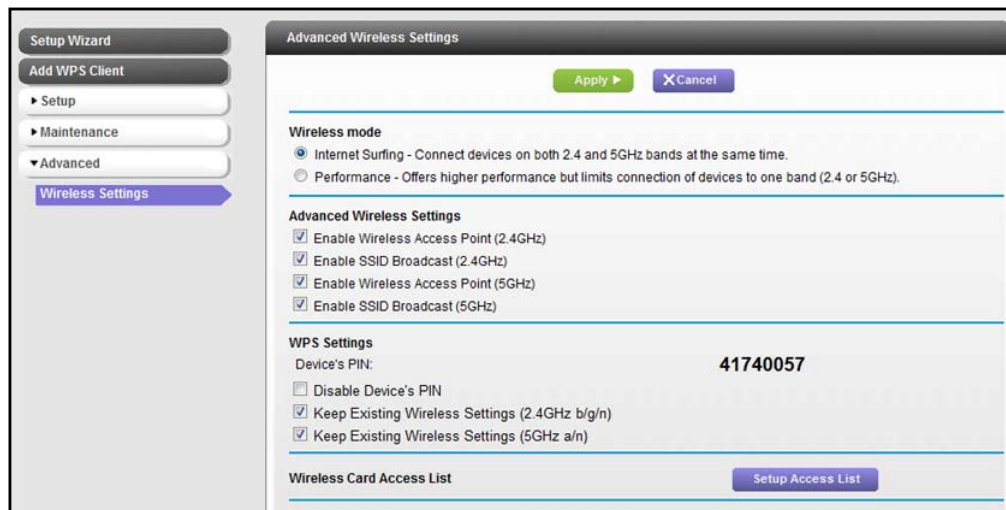 Setup Wizard
Add WPS Client
Setup
Maintenance
Advanced
Wireless Settings
Advanced Wireless Settings
Apply
Cancel
Wireless mode
Internet Surfing - Connect devices on both 2.4 and 5GHz bands at the same time.
Performance - Offers higher performance but limits connection of devices to one band (2.4 or 5GHz).
Advanced Wireless Settings
Enable Wireless Access Point (2.4GHz)
Enable SSID Broadcast (2.4GHz)
Enable Wireless Access Point (5GHz)
Enable SSID Broadcast (5GHz)
WPS Settings
Device's PIN: 41740057
Disable Device's PIN
Keep Existing Wireless Settings (2.4GHz b/g/n)
Keep Existing Wireless Settings (5GHz a/n)
Wireless Card Access List Setup Access List